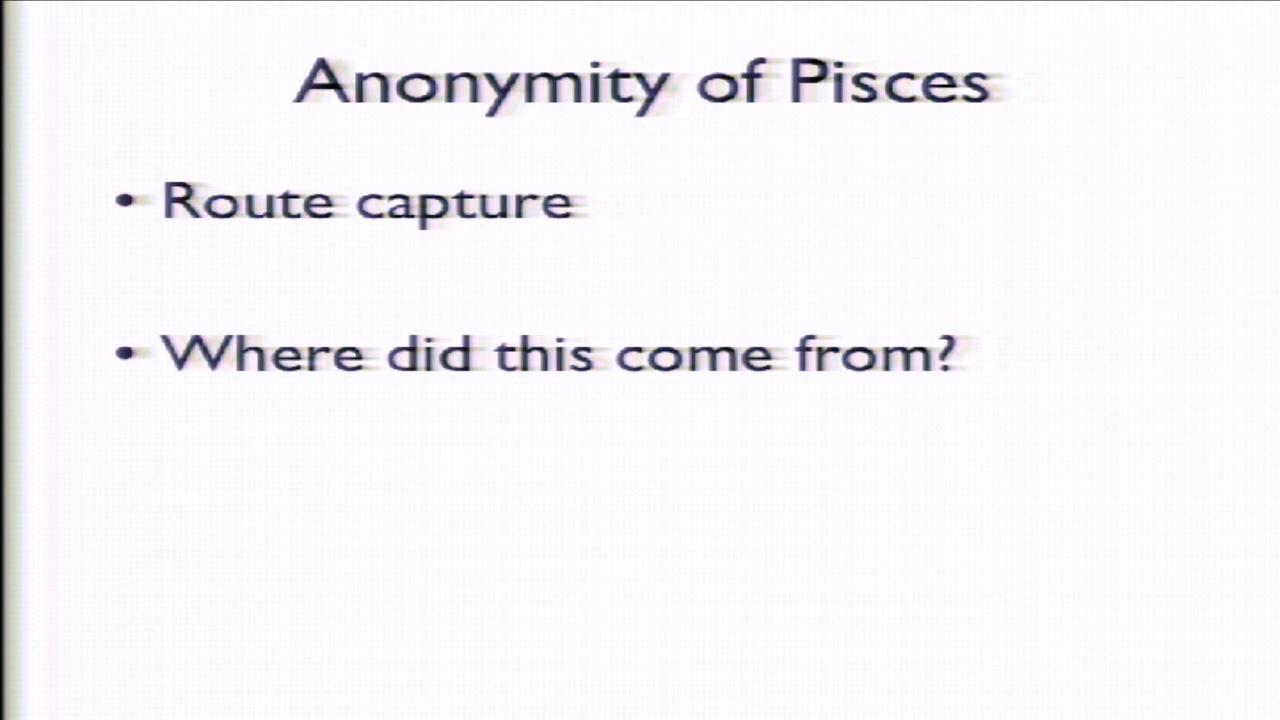 Anonymity of Pisces
• Route capture
• Where did this come from?